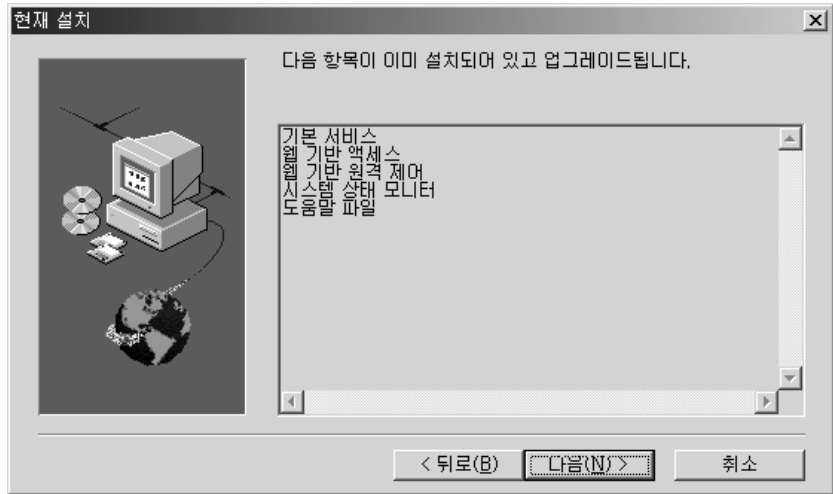 현재 설치
다음 항목이 이미 설치되어 있고 업그레이드됩니다.
기본 서비스
웹 기반 액세스
웹 기반 원격 제어
시스템 상태 모니터
도움말 파일
< 뒤로(B)
다음(N) >
취소